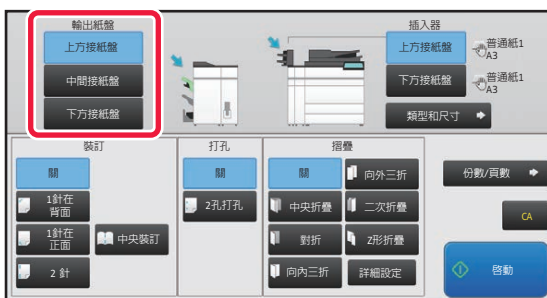 輸出紙盤
上方接紙盤
中間接紙盤
下方接紙盤
插入器
上方接紙盤
普通紙1
A3
下方接紙盤
普通紙1
A3
類型和尺寸
裝訂
關
1針在
背面
1針在
正面
中央裝訂
2 針
打孔
關
2孔打孔
摺疊
關
向外三折
中央折疊
二次折疊
對折
Z形折疊
向內三折
詳細設定
份數/頁數
CA
啓動